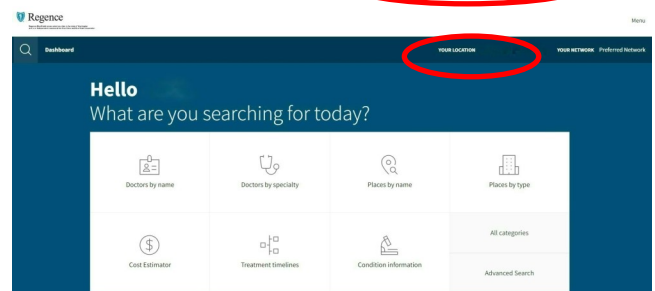 Regence
Menu
Dashboard
YOUR LOCATION
YOUR NETWORK Preferred Network
Hello
What are you searching for today?
Doctors by name
Doctors by specialty
Places by name
Places by type
Cost Estimator
Treatment timelines
Condition information
All categories
Advanced Search